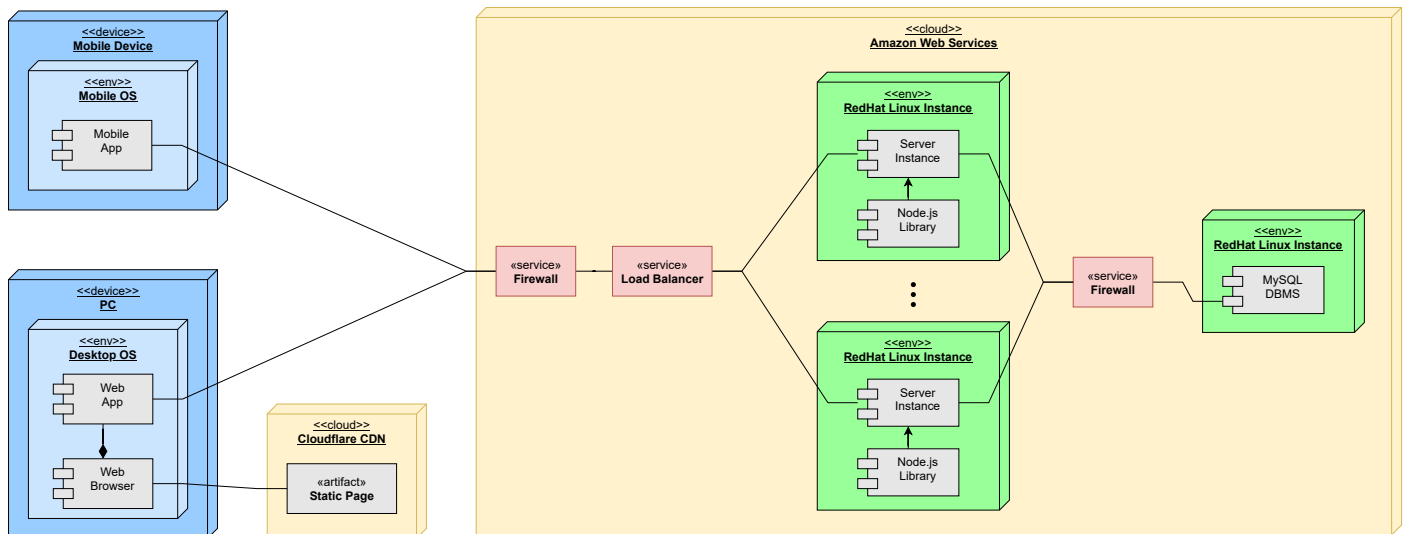 <<device>>
Mobile Device
<<env>>
Mobile OS
Mobile
App
<<device>>
PC
<<env>>
Desktop OS
Web
App
Web
Browser
<<cloud>>
Cloudflare CDN
«artifact»
Static Page
<<cloud>>
Amazon Web Services
«service»
Firewall
«service»
Load Balancer
<<env>>
RedHat Linux Instance
Server
Instance
Node.js
Library
<<env>>
RedHat Linux Instance
Server
Instance
Node.js
Library
«service»
Firewall
<<env>>
RedHat Linux Instance
MySQL
DBMS